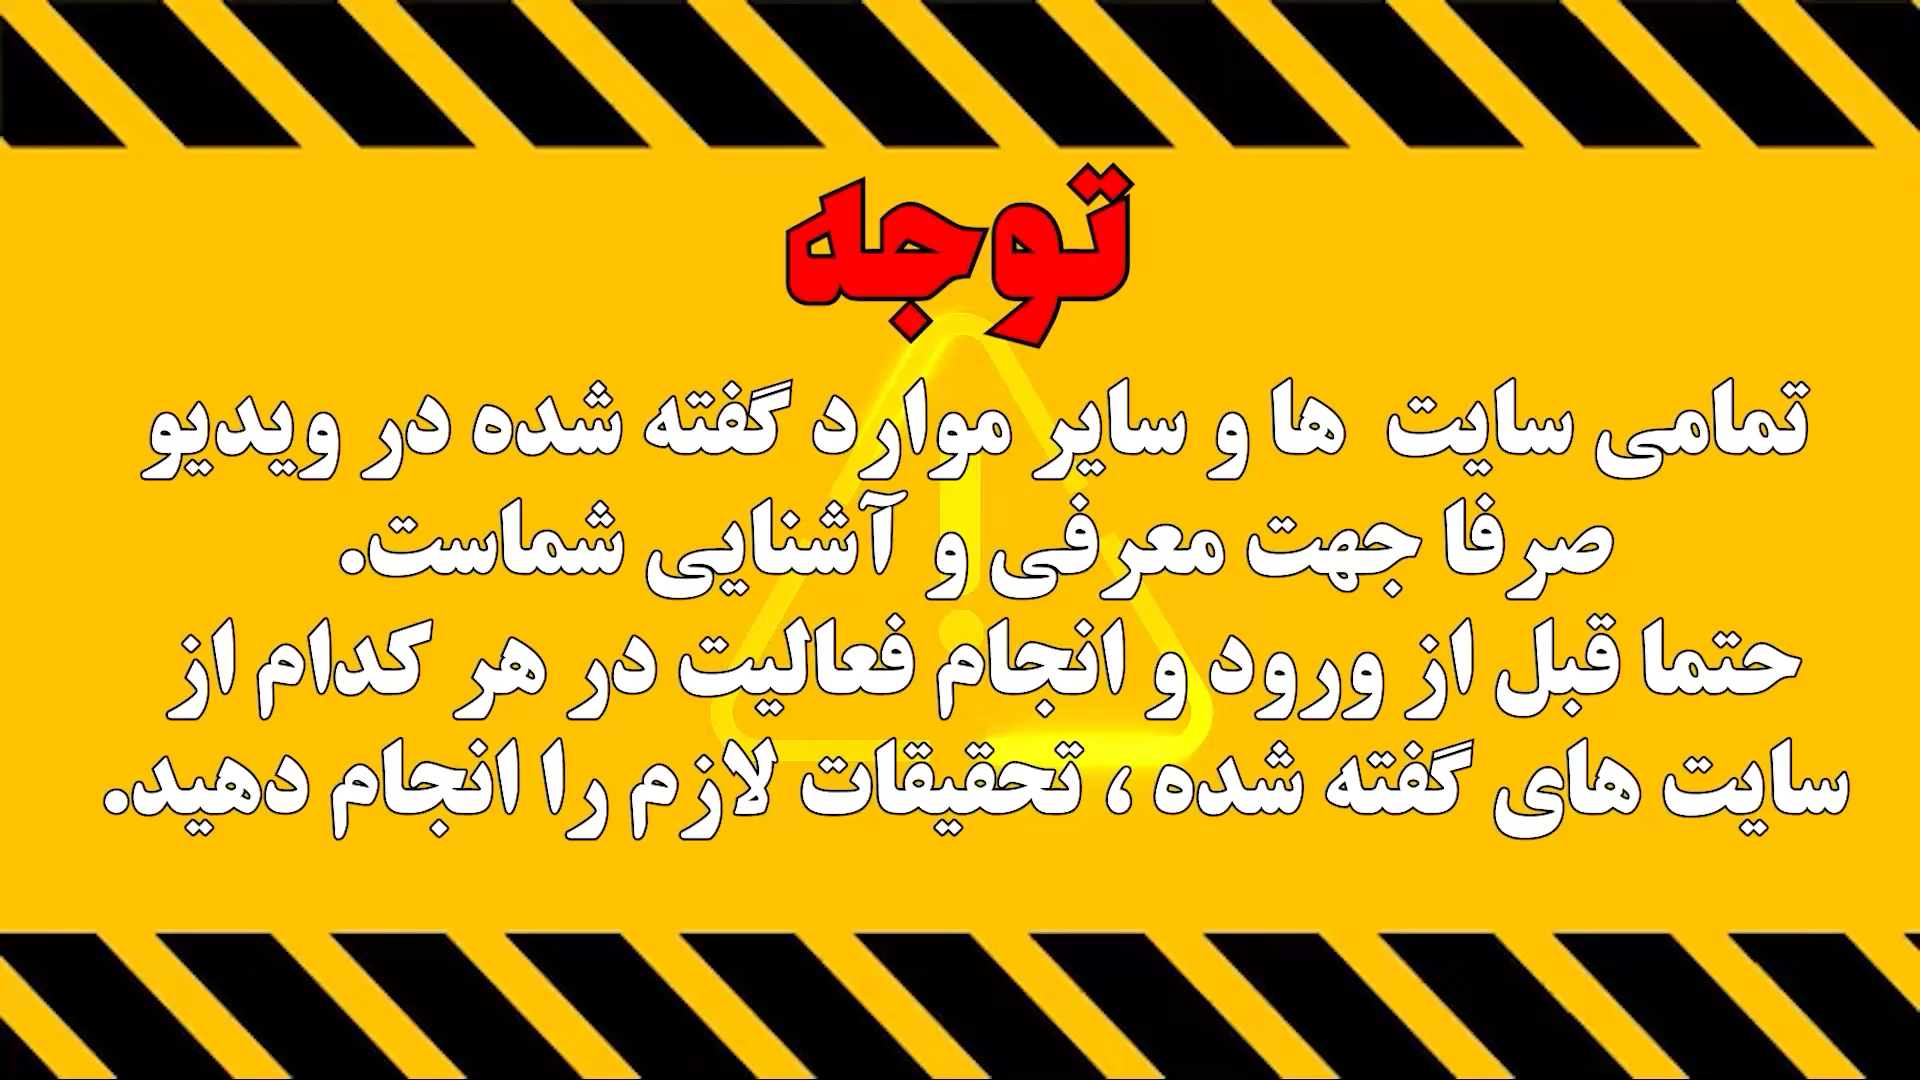 توجه
تمامی سایت ها و سایر موارد گفته شده در ویدیو
صرفا جهت معرفی و آشنایی شماست.
حتما قبل از ورود و انجام فعالیت در هر کدام از
سایت های گفته شده ، تحقیقات لازم را انجام دهید.